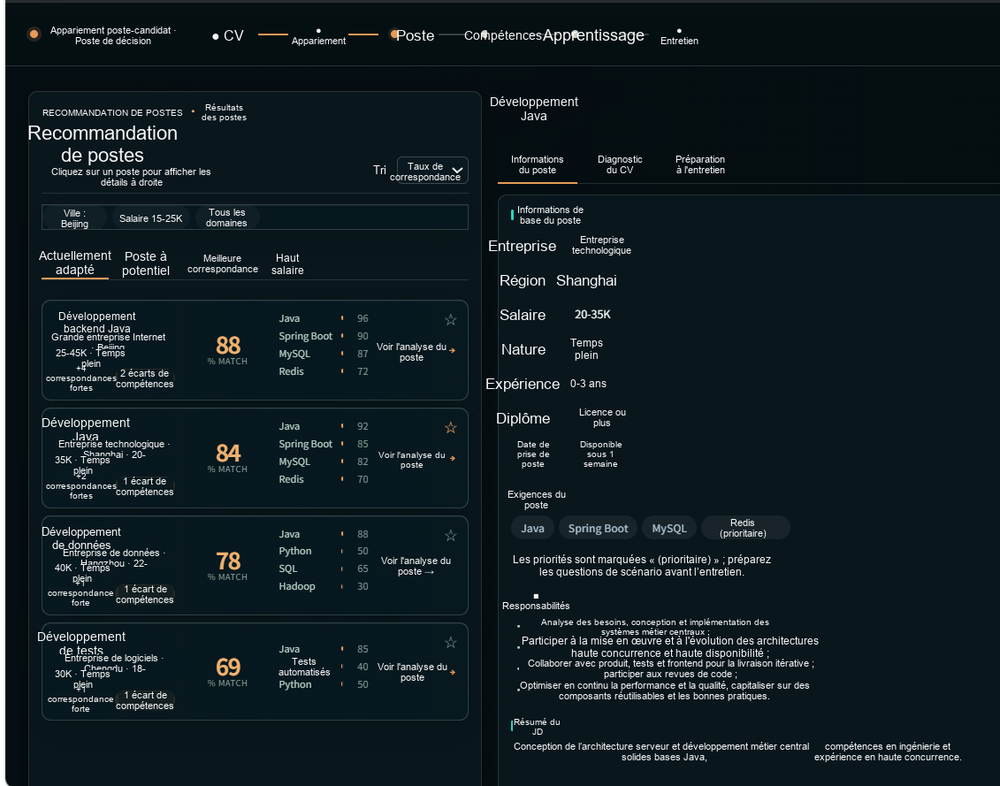 Appariement poste-candidat ·
Poste de décision
● CV
Appariement
Poste
Compétences
Apprentissage
Entretien
RECOMMANDATION DE POSTES
Résultats
des postes
Recommandation
de postes
Cliquez sur un poste pour afficher les
détails à droite
Tri
Taux de
correspondance
Ville :
Beijing
Salaire 15-25K
Tous les
domaines
Actuellement
adapté
Poste à
potentiel
Meilleure
correspondance
Haut
salaire
Développement
backend Java
Grande entreprise Internet
· Beijing
25-45K · Temps
plein
+4
correspondances
fortes
2 écarts de
compétences
88
% MATCH
Java 96
Spring Boot 90
MySQL 87
Redis 72
☆
Voir l'analyse du
poste →
Développement
Java
Entreprise technologique ·
Shanghai · 20-
35K · Temps
plein
+2
correspondances
fortes
1 écart de
compétences
84
% MATCH
Java 92
Spring Boot 85
MySQL 82
Redis 70
☆
Voir l'analyse du
poste →
Développement
de données
Entreprise de données ·
Hangzhou · 22-
40K · Temps
plein
+1
correspondance
forte
1 écart de
compétences
78
% MATCH
Java 88
Python 50
SQL 65
Hadoop 30
☆
Voir l'analyse du
poste →
Développement
de tests
Entreprise de logiciels ·
Chengdu · 18-
30K · Temps
plein
+1
correspondance
forte
1 écart de
compétences
69
% MATCH
Java 85
Tests
automatisés 40
Python 50
☆
Voir l'analyse du
poste →
Développement
Java
Informations
du poste
Diagnostic
du CV
Préparation
à l'entretien
Informations de
base du poste
Entreprise
Entreprise
technologique
Région Shanghai
Salaire 20-35K
Nature
Temps
plein
Expérience 0-3 ans
Diplôme
Licence ou
plus
Date de
prise de
poste
Disponible
sous 1
semaine
Exigences du
poste
Java
Spring Boot
MySQL
Redis
(prioritaire)
Les priorités sont marquées « (prioritaire) » ; préparez
les questions de scénario avant l'entretien.
■
Responsabilités
Analyse des besoins, conception et implémentation des
systèmes métier centraux ;
Participer à la mise en œuvre et à l'évolution des architectures
haute concurrence et haute disponibilité ;
Collaborer avec produit, tests et frontend pour la livraison itérative ;
participer aux revues de code ;
Optimiser en continu la performance et la qualité, capitaliser sur des
composants réutilisables et les bonnes pratiques.
Résumé du
JD
Conception de l'architecture serveur et développement métier central
solides bases Java,
compétences en ingénierie et
expérience en haute concurrence.